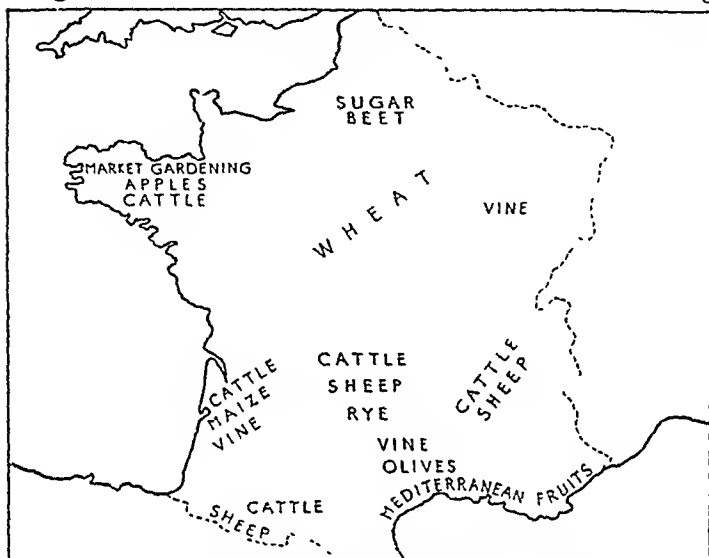 SUGAR
BEET
MARKET GARDENING
APPLES
CATTLE
WHEAT
VINE
CATTLE
MAIZE
VINE
CATTLE
SHEEP
RYE
CATTLE
SHEEP
VINE
OLIVES
MEDITERRANEAN FRUITS
CATTLE
SHEEP